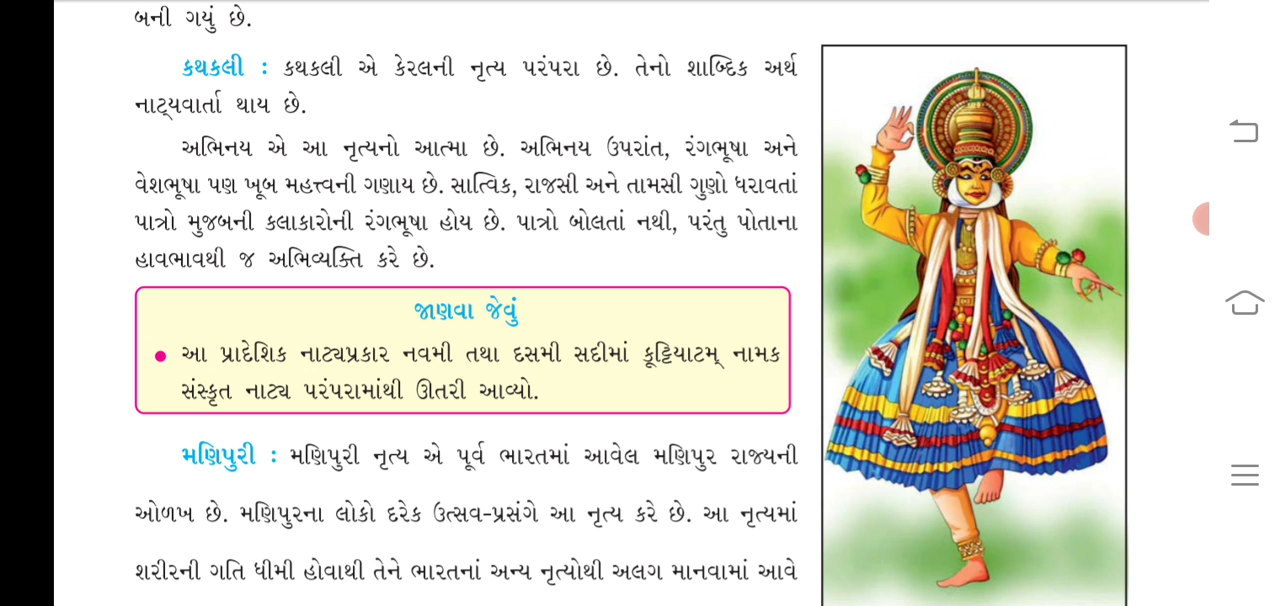 બની ગયું છે.
કથકલી : કથકલી એ કેરલની નૃત્ય પરંપરા છે. તેનો શાબ્દિક અર્થ
નાટ્યવાર્તા થાય છે.
અભિનય એ આ નૃત્યનો આત્મા છે. અભિનય ઉપરાંત, રંગભૂષા અને
વેશભૂષા પણ ખૂબ મહત્ત્વની ગણાય છે. સાત્વિક, રાજસી અને તામસી ગુણો ધરાવતાં
પાત્રો મુજબની કલાકારોની રંગભૂષા હોય છે. પાત્રો બોલતાં નથી, પરંતુ પોતાના
હાવભાવથી જ અભિવ્યક્તિ કરે છે.
જાણવા જેવું
• આ પ્રાદેશિક નાટ્યપ્રકાર નવમી તથા દસમી સદીમાં કૂટ્ટિયાટમ્ નામક
સંસ્કૃત નાટ્ય પરંપરામાંથી ઊતરી આવ્યો.
મણિપુરી : મણિપુરી નૃત્ય એ પૂર્વ ભારતમાં આવેલ મણિપુર રાજ્યની
ઓળખ છે. મણિપુરના લોકો દરેક ઉત્સવ-પ્રસંગે આ નૃત્ય કરે છે. આ નૃત્યમાં
શરીરની ગતિ ધીમી હોવાથી તેને ભારતનાં અન્ય નૃત્યોથી અલગ માનવામાં આવે